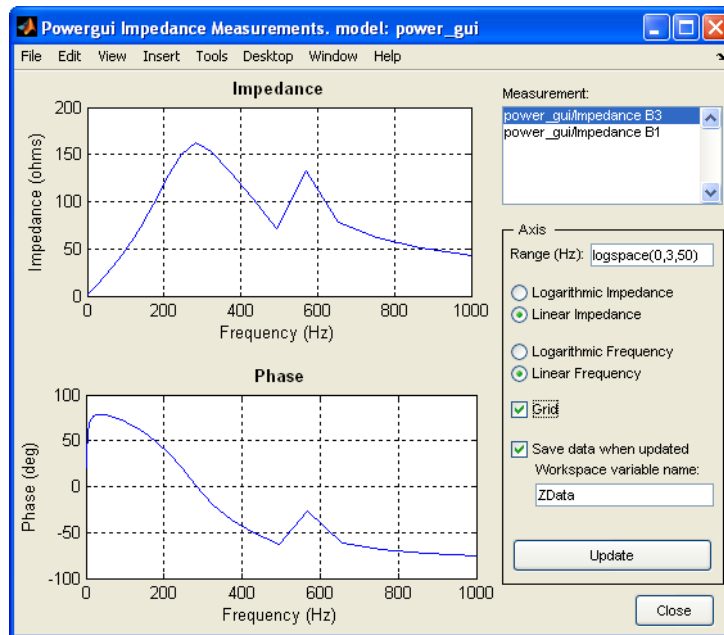 Powergui Impedance Measurements. model: power_gui
File Edit View Insert Tools Desktop Window Help
Impedance
200
150
100
50
0
Impedance (ohms)
0 200 400 600 800 1000
Frequency (Hz)
Phase
100
50
0
-50
-100
Phase (deg)
0 200 400 600 800 1000
Frequency (Hz)
Measurement:
power_gui/Impedance B3
power_gui/Impedance B1
Axis
Range (Hz): logspace(0,3,50)
Logarithmic Impedance
Linear Impedance
Logarithmic Frequency
Linear Frequency
Grid
Save data when updated
Workspace variable name:
ZData
Update
Close